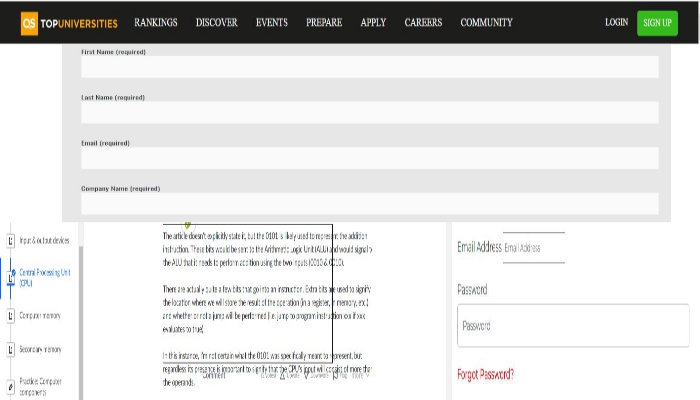 QS TOPUNIVERSITIES RANKINGS DISCOVER EVENTS PREPARE APPLY CAREERS COMMUNITY LOGIN SIGN UP
First Name (required)
Last Name (required)
Email (required)
Company Name (required)
Input & output devices
Central Processing Unit
(CPU)
Computer memory
Secondary memory
Practice: Computer
components
The article doesn't explicitly state it, but the 0101 is likely used to represent the addition
instruction. These bits would be sent to the Arithmetic Logic Unit (ALU) and would signal
the ALU that it needs to perform addition using the two inputs (0010 & 0010).
There are actually quite a few bits that go into an instruction. Extra bits are used to signify
the location where we will store the result of the operation (in a register, in memory, etc.)
and whether or not a jump will be performed (i.e. jump to program instruction xxx if xxx
evaluates to true)
In this instance, I'm not certain what the 0101 was specifically meant to represent, but
regardless its presence is important to signify that the CPU's input will consist of more than
Comment
the operands.
Email Address Email Address
Password
Password
Forgot Password?